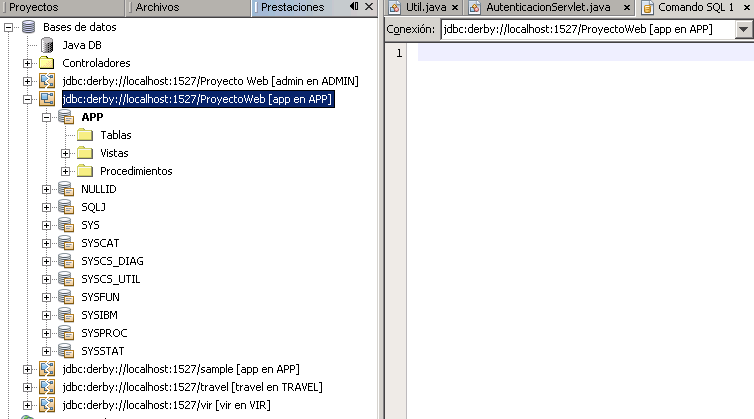 Proyectos Archivos Prestaciones
Bases de datos
Java DB
Controladores
jdbc:derby://localhost:1527/Proyecto Web [admin en ADMIN]
jdbc:derby://localhost:1527/ProyectoWeb [app en APP]
APP
Tablas
Vistas
Procedimientos
NULLID
SQLJ
SYS
SYSCAT
SYSCS_DIAG
SYSCS_UTIL
SYSFUN
SYSIBM
SYSPROC
SYSSTAT
jdbc:derby://localhost:1527/sample [app en APP]
jdbc:derby://localhost:1527/travel [travel en TRAVEL]
jdbc:derby://localhost:1527/vir [vir en VIR]
Util.java AutenticacionServlet.java Comando SQL 1
Conexión: jdbc:derby://localhost:1527/ProyectoWeb [app en APP]
1